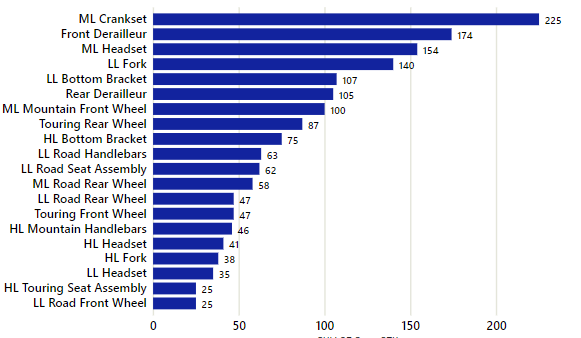 ML Crankset 225
Front Derailleur 174
ML Headset 154
LL Fork 140
LL Bottom Bracket 107
Rear Derailleur 105
ML Mountain Front Wheel 100
Touring Rear Wheel 87
HL Bottom Bracket 75
LL Road Handlebars 63
LL Road Seat Assembly 62
ML Road Rear Wheel 58
LL Road Rear Wheel 47
Touring Front Wheel 47
HL Mountain Handlebars 46
HL Headset 41
HL Fork 38
LL Headset 35
HL Touring Seat Assembly 25
LL Road Front Wheel 25
0 50 100 150 200